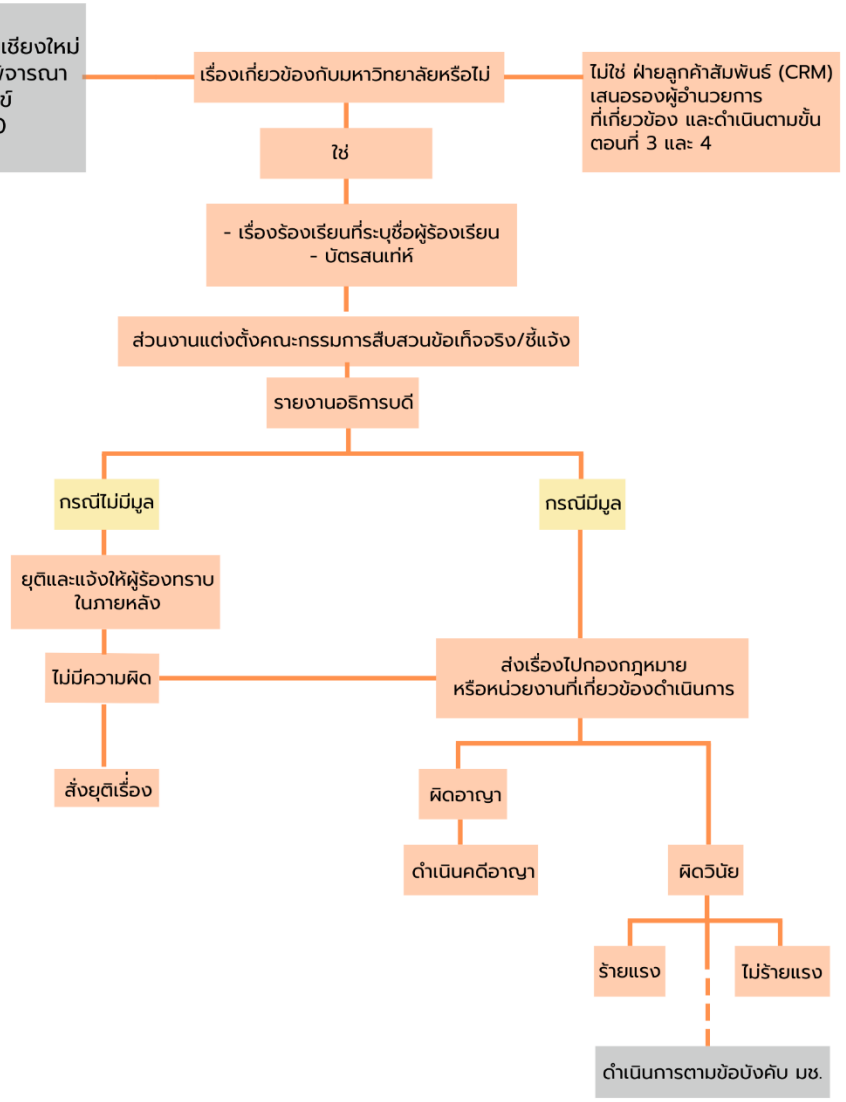 เชียงใหม่
เรื่องเกี่ยวข้องกับมหาวิทยาลัยหรือไม่
ไม่ใช่ ฝ่ายลูกค้าสัมพันธ์ (CRM)
เสนอรองผู้อำนวยการ
ที่เกี่ยวข้อง และดำเนินตามขั้น
ตอนที่ 3 และ 4
ใช่
- เรื่องร้องเรียนที่ระบุชื่อผู้ร้องเรียน
- บัตรสนเท่ห์
ส่วนงานแต่งตั้งคณะกรรมการสืบสวนข้อเท็จจริง/ชี้แจ้ง
รายงานอธิการบดี
กรณีไม่มีมูล
กรณีมีมูล
ยุติและแจ้งให้ผู้ร้องทราบ
ในภายหลัง
ไม่มีความผิด
ส่งเรื่องไปกองกฎหมาย
หรือหน่วยงานที่เกี่ยวข้องดำเนินการ
สั่งยุติเรื่อง
ผิดอาญา
ดำเนินคดีอาญา
ผิดวินัย
ร้ายแรง
ไม่ร้ายแรง
ดำเนินการตามข้อบังคับ มช.